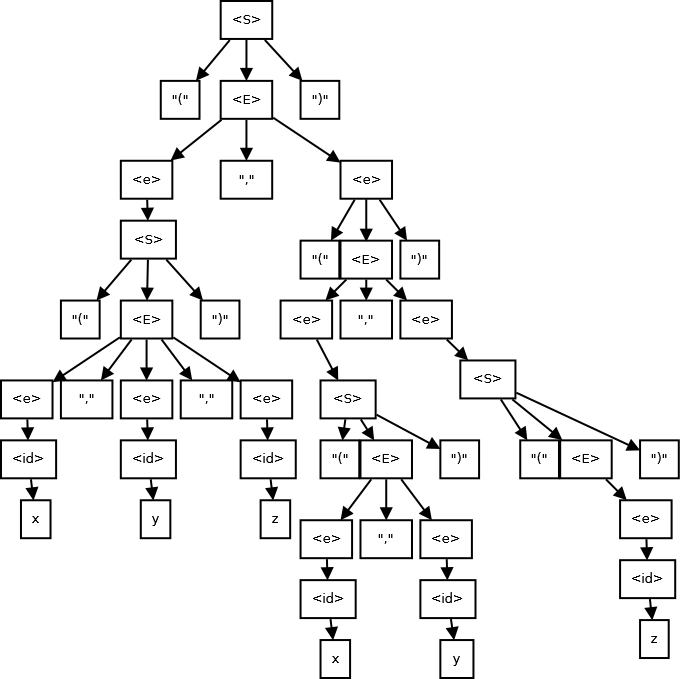 <S>
"(" <E> ")"
<e> "," <e>
<S>
"(" <E> ")"
"(" <E> ")"
<e> "," <e>
<e> "," <e> "," <e>
<S>
<S>
<id> <id> <id>
"(" <E> ")"
"(" <E> ")"
x y z
<e> "," <e>
<e>
<id> <id>
<id>
x y
z